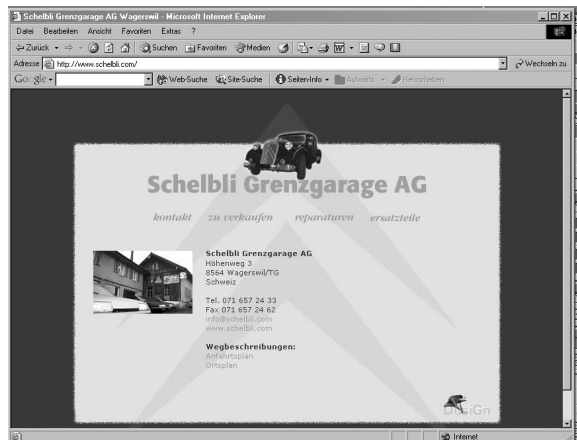 Schelbli Grenzgarage AG Wagerswil - Microsoft Internet Explorer
Datei Bearbeiten Ansicht Favoriten Extras ?
Zurück Suchen Favoriten Medien
Adresse http://www.schelbli.com/ Wechseln zu
Google Web-Suche Site-Suche Seiten-Info Aufwärts Hervorheben
Schelbli Grenzgarage AG
kontakt zu verkaufen reparaturen ersatzteile
Schelbli Grenzgarage AG
Höhenweg 3
8564 Wagerswil/TG
Schweiz
Tel. 071 657 24 33
Fax 071 657 24 62
info@schelbli.com
www.schelbli.com
Wegbeschreibungen:
Anfahrtsplan
Ortsplan
DesiGn
Internet